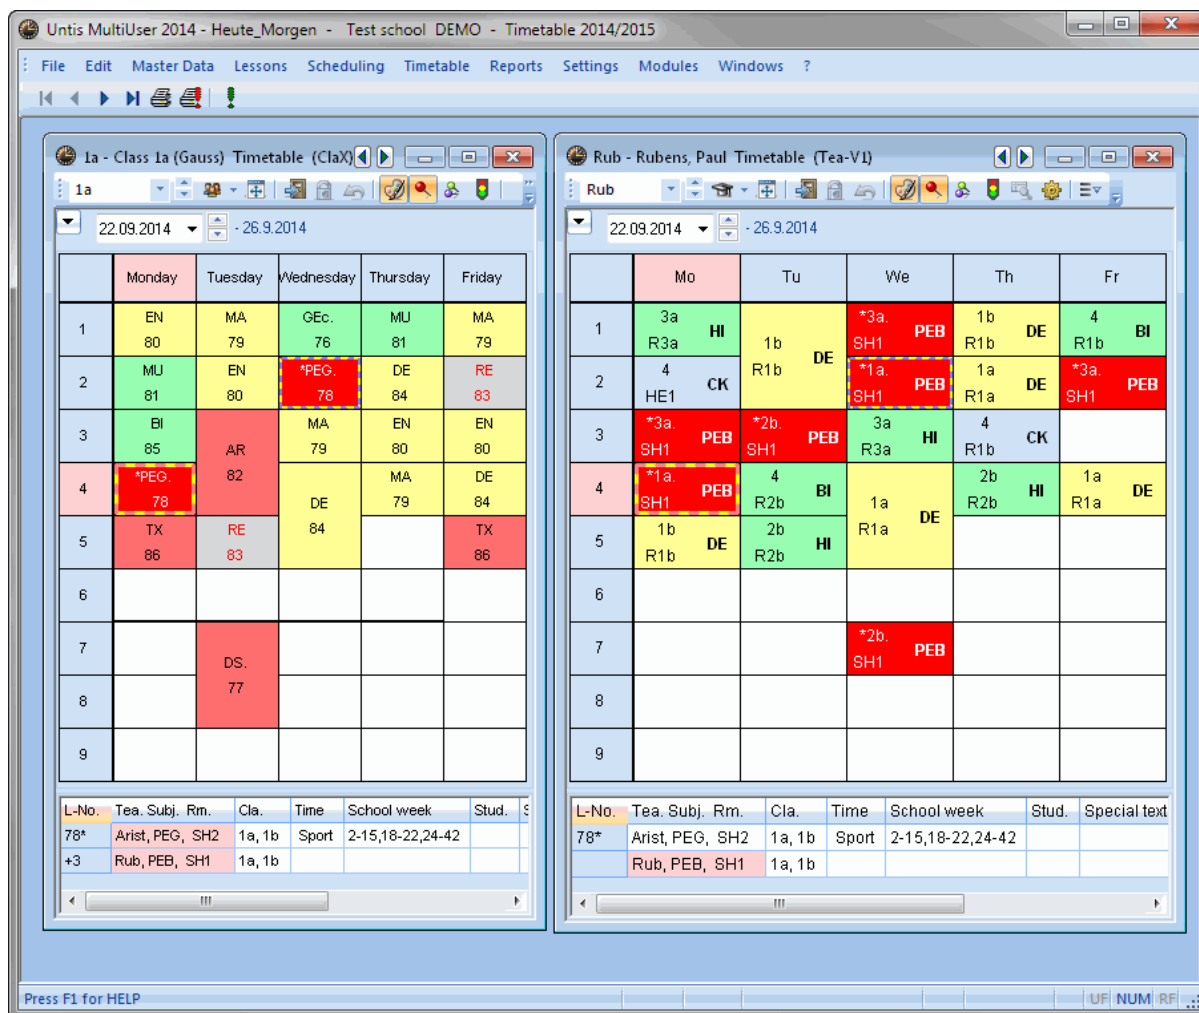 Untis MultiUser 2014 - Heute_Morgen - Test school DEMO - Timetable 2014/2015
File Edit Master Data Lessons Scheduling Timetable Reports Settings Modules Windows ?
1a - Class 1a (Gauss) Timetable (ClaX)
1a
22.09.2014 - 26.9.2014
Monday Tuesday Wednesday Thursday Friday
1 EN MA GEc. MU MA
80 79 76 81 79
2 MU EN *PEG. DE RE
81 80 78 84 83
3 BI AR MA EN EN
85 82 79 80 80
4 *PEG. DE MA DE
78 84 79 84
5 TX RE TX
86 83 86
6
7 DS.
77
8
9
L-No. Tea. Subj. Rm. Cla. Time School week Stud. S
78* Arist, PEG, SH2 1a, 1b Sport 2-15,18-22,24-42
+3 Rub, PEB, SH1 1a, 1b
Rub - Rubens, Paul Timetable (Tea-V1)
Rub
22.09.2014 - 26.9.2014
Mo Tu We Th Fr
1 3a HI 1b DE *3a. PEB 1b DE 4 BI
R3a R1b SH1 R1b R1b
2 4 CK *1a. PEB 1a DE *3a. PEB
HE1 SH1 R1a SH1
3 *3a. PEB *2b. PEB 3a HI 4 CK
SH1 SH1 R3a R1b
4 *1a. PEB 4 BI 1a DE 2b HI 1a DE
SH1 R2b R1a R2b R1a
5 1b DE 2b HI
R1b R2b
6
7 *2b. PEB
SH1
8
9
L-No. Tea. Subj. Rm. Cla. Time School week Stud. Special text
78* Arist, PEG, SH2 1a, 1b Sport 2-15,18-22,24-42
Rub, PEB, SH1 1a, 1b
Press F1 for HELP UF NUM RF